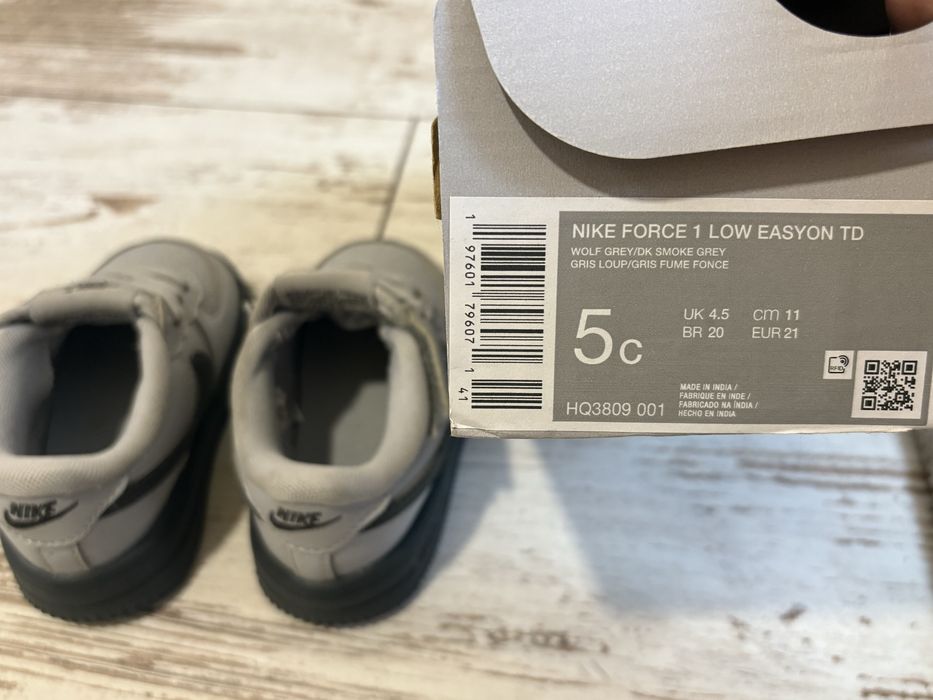 NIKE FORCE 1 LOW EASYON TD
WOLF GREY/DK SMOKE GREY
GRIS LOUP/GRIS FUME FONCE
5C
UK 4.5 cm 11
BR 20 EUR 21
RFID
HQ3809 001
MADE IN INDIA /
FABRIQUE EN INDE /
FABRICADO NA ÍNDIA /
HECHO EN INDIA
1 97601 79607 1 41
NIKE
NIKE